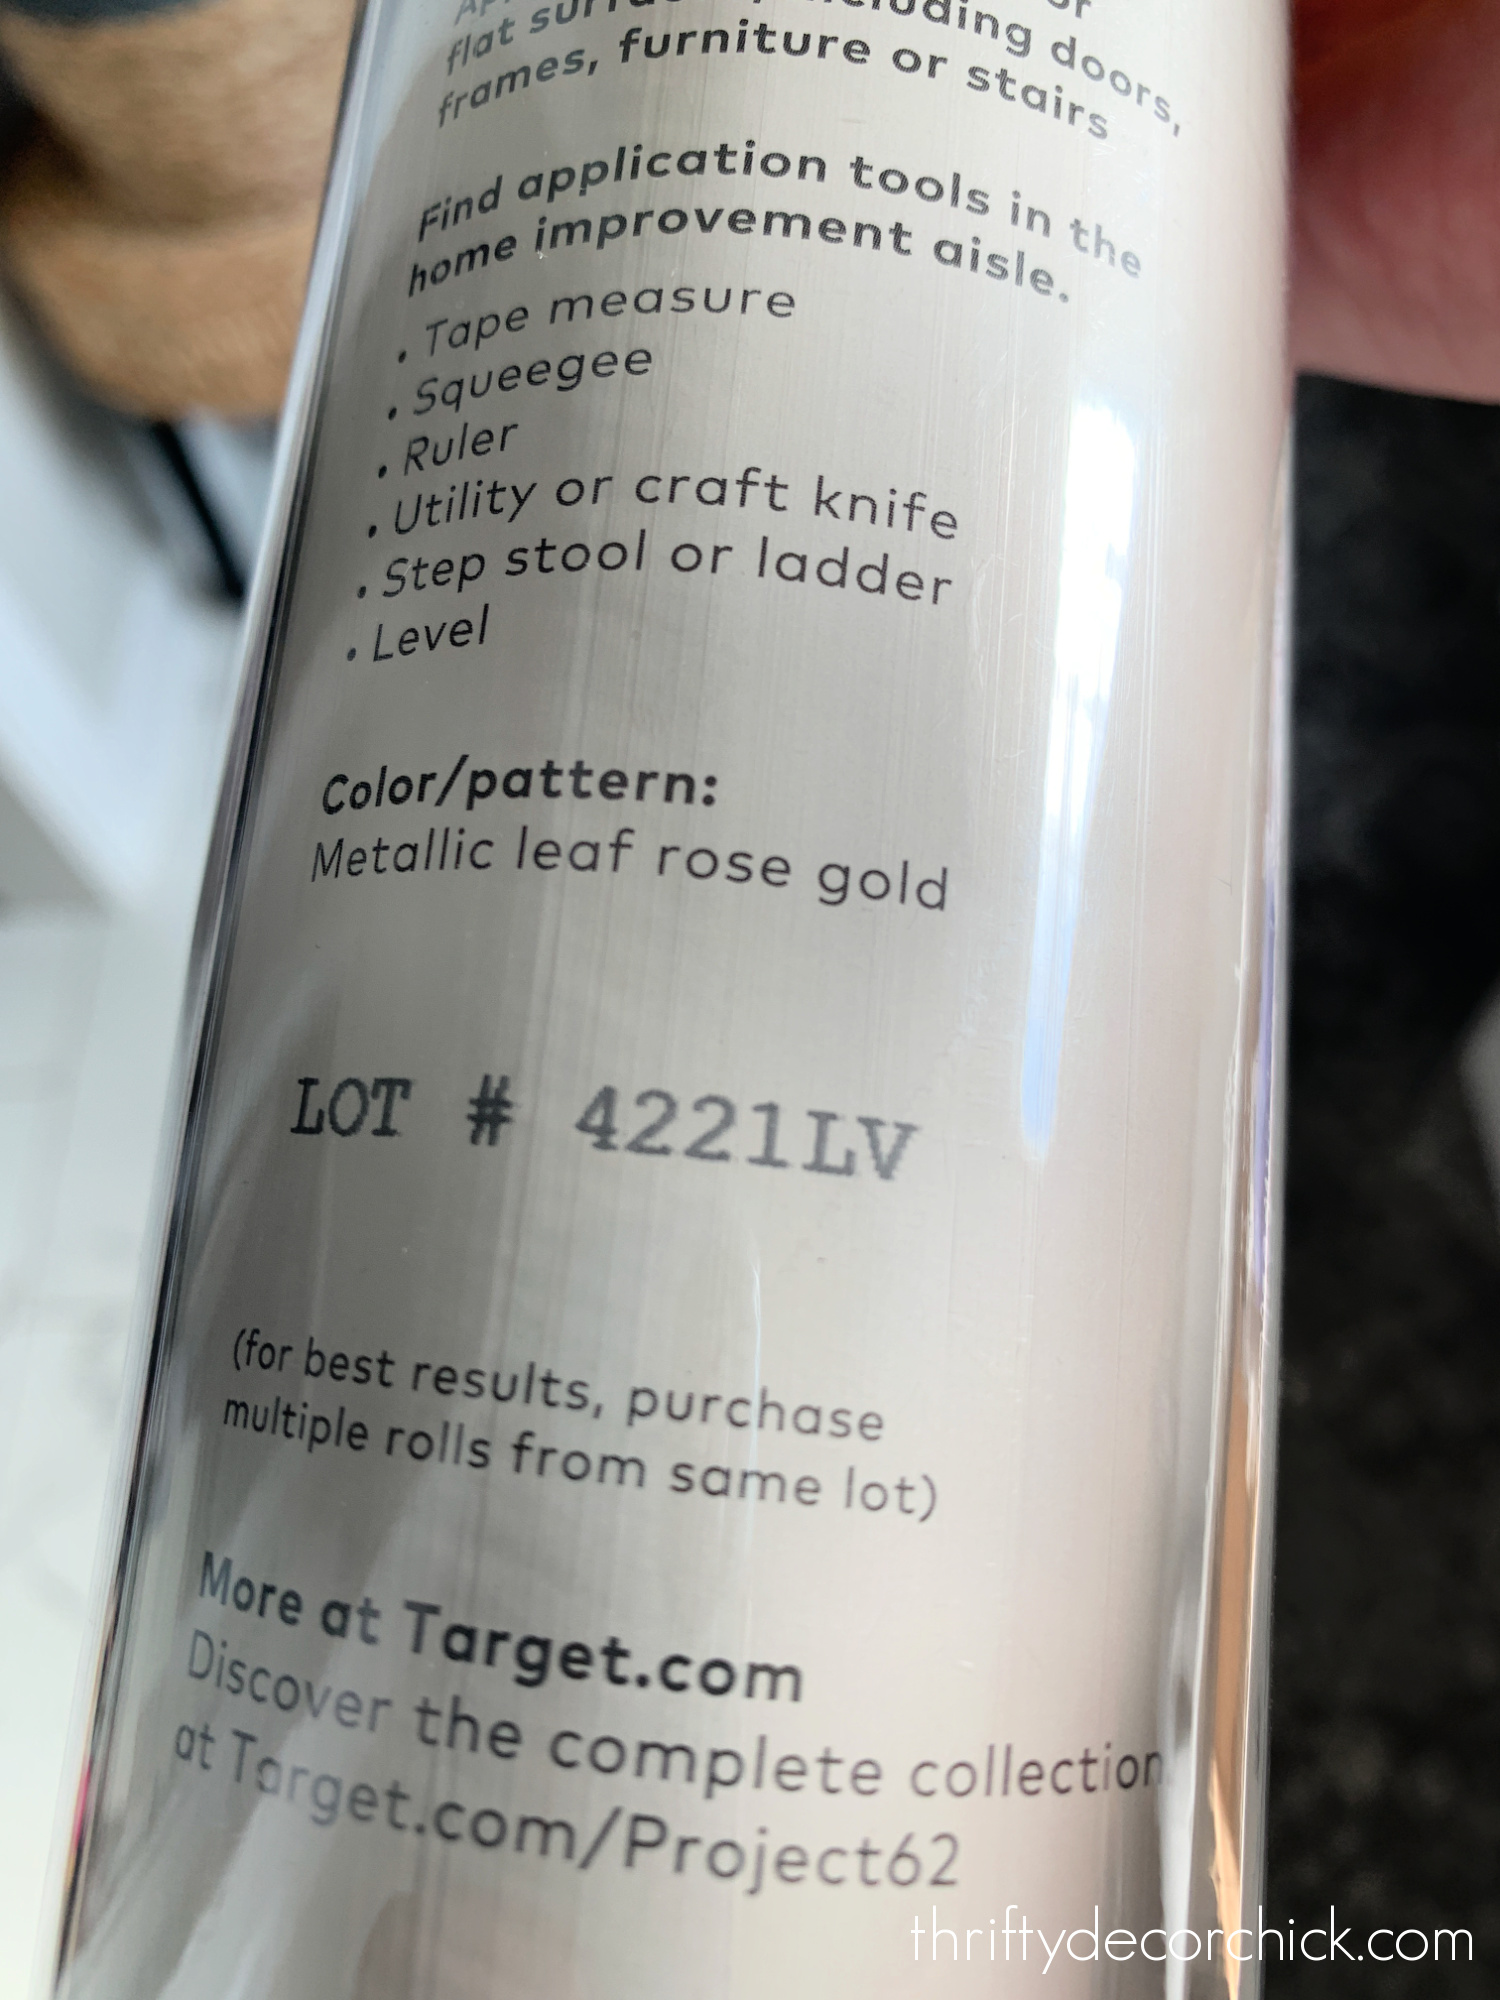 flat
including doors,
frames, furniture or stairs
Find application tools in the
home improvement aisle.
• Tape measure
• Squeegee
• Ruler
• Utility or craft knife
• Step stool or ladder
• Level
Color/pattern:
Metallic leaf rose gold
LOT # 4221LV
(for best results, purchase
multiple rolls from same lot)
More at Target.com
Discover the complete collection
at Target.com/Project62
thriftydecorchick.com